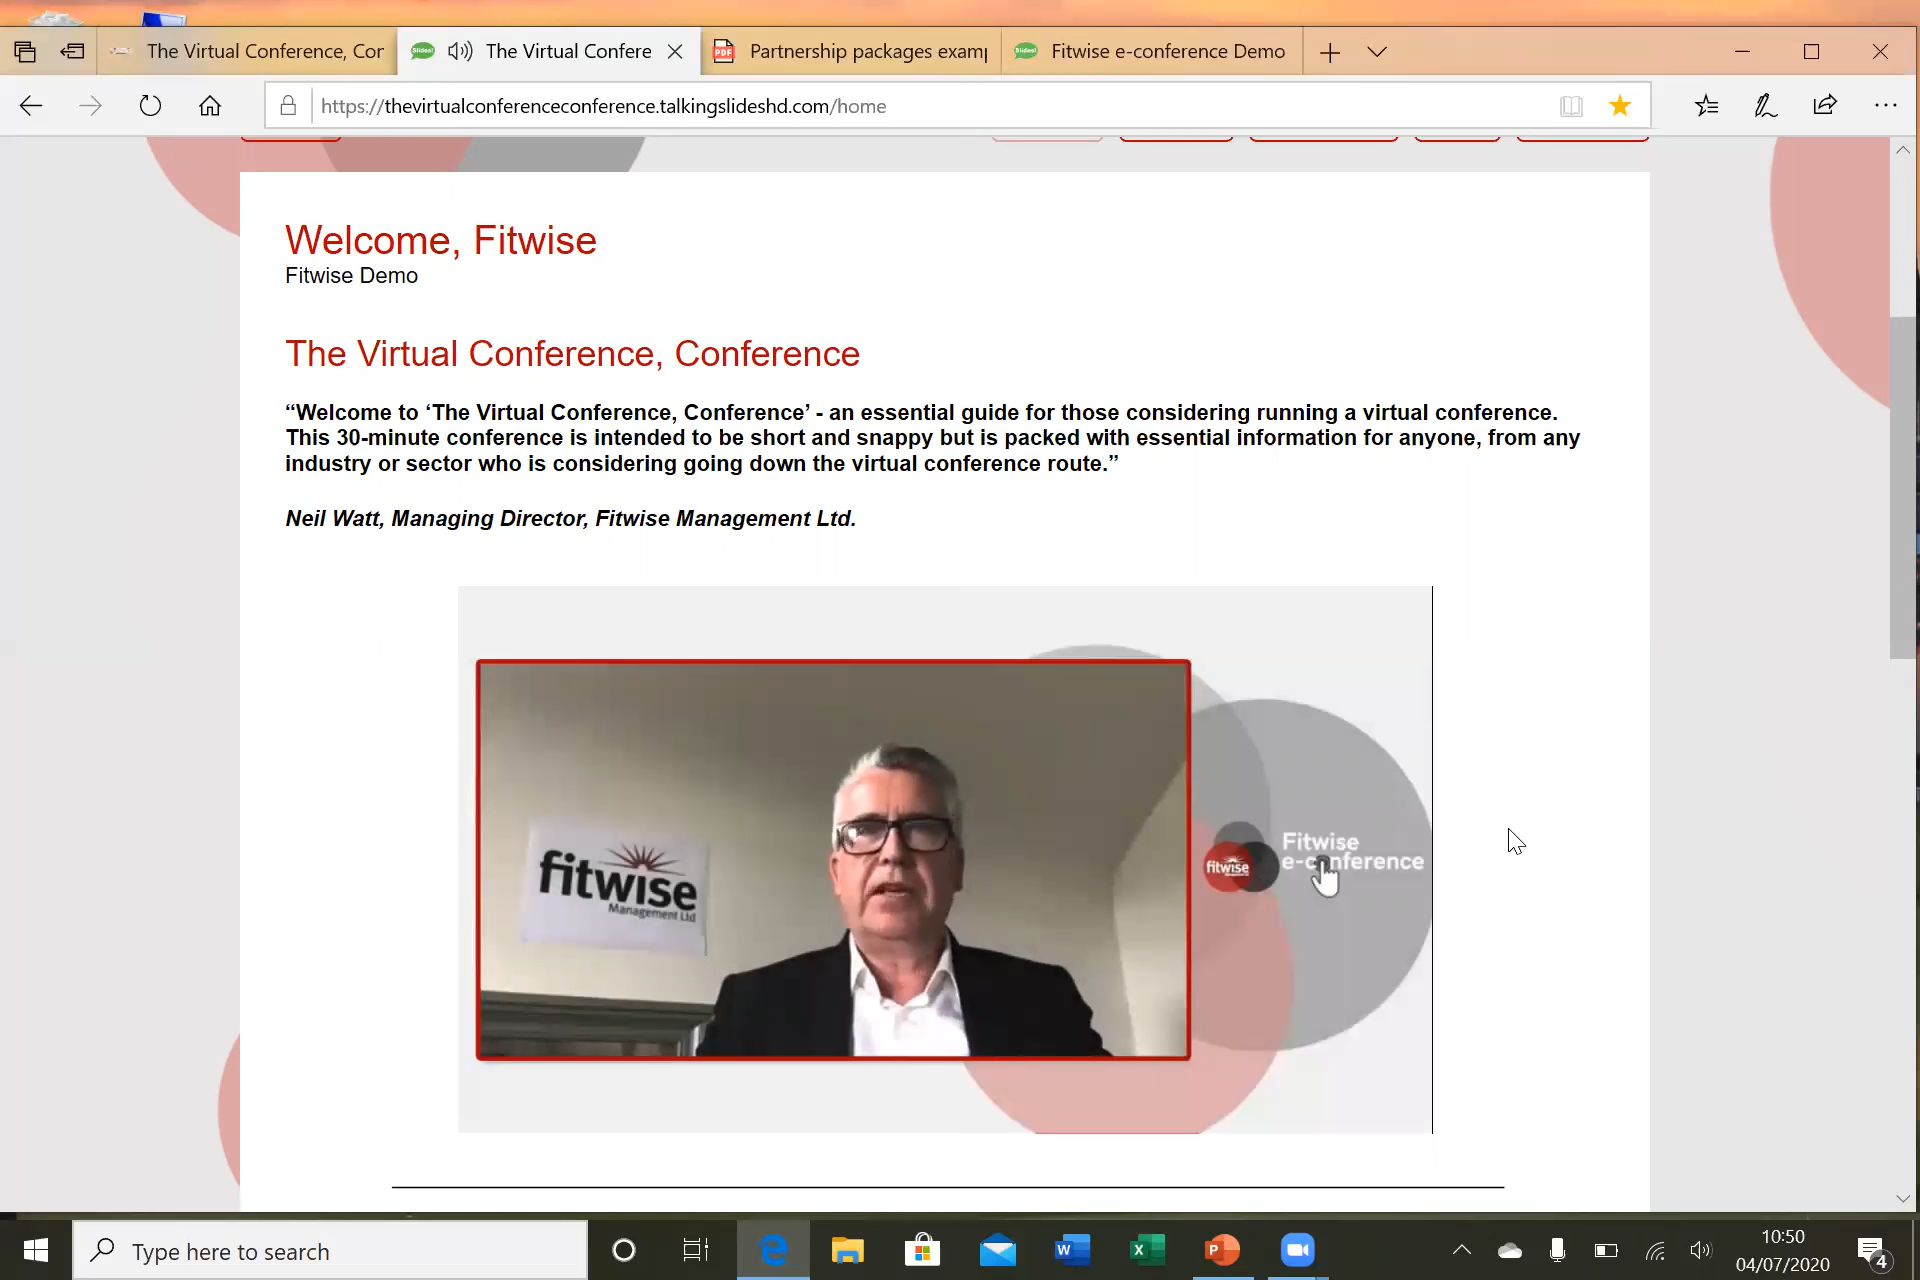 The Virtual Conference, Cor
Slides!
The Virtual Confere
PDF
Partnership packages examp
Slides!
Fitwise e-conference Demo
https://thevirtualconferenceconference.talkingslideshd.com/home
Welcome, Fitwise
Fitwise Demo
The Virtual Conference, Conference
“Welcome to ‘The Virtual Conference, Conference’ - an essential guide for those considering running a virtual conference.
This 30-minute conference is intended to be short and snappy but is packed with essential information for anyone, from any
industry or sector who is considering going down the virtual conference route.”
Neil Watt, Managing Director, Fitwise Management Ltd.
fitwise
Management Ltd
fitwise
Fitwise
e-conference
Type here to search
W
X
P
10:50
04/07/2020
4